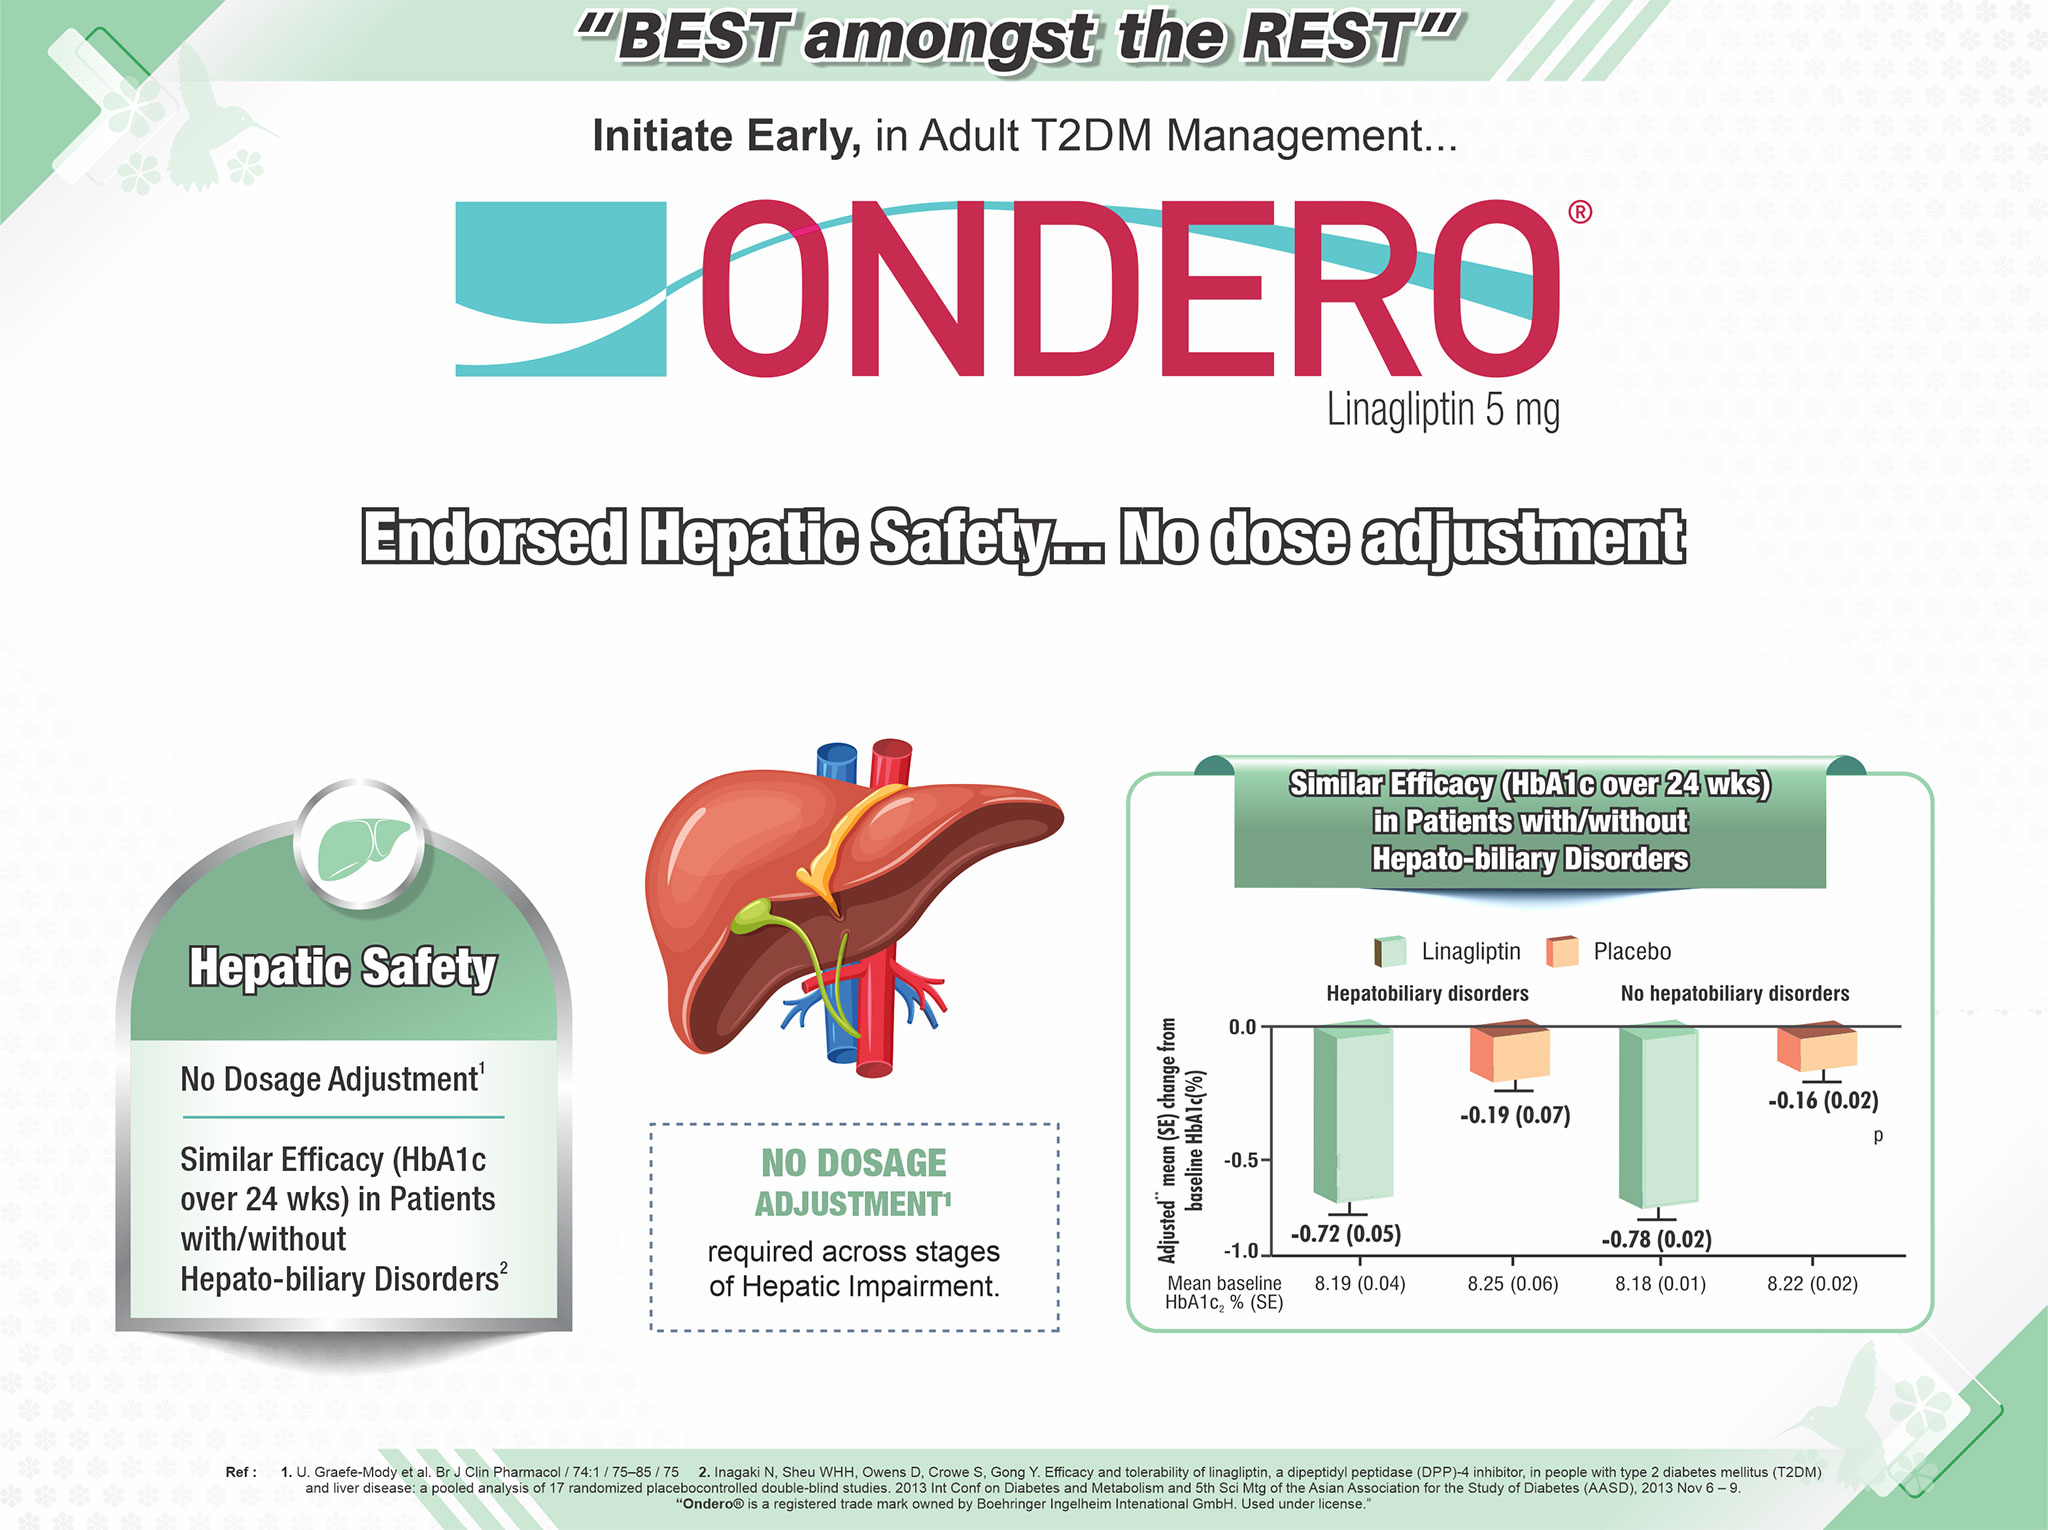 “BEST amongst the REST”
Initiate Early, in Adult T2DM Management...
ONDERO®
Linagliptin 5 mg
Endorsed Hepatic Safety... No dose adjustment
Hepatic Safety
No Dosage Adjustment¹
Similar Efficacy (HbA1c
over 24 wks) in Patients
with/without
Hepato-biliary Disorders²
NO DOSAGE
ADJUSTMENT¹
required across stages
of Hepatic Impairment.
Similar Efficacy (HbA1c over 24 wks)
in Patients with/without
Hepato-biliary Disorders
Linagliptin Placebo
Hepatobiliary disorders No hepatobiliary disorders
Adjusted** mean (SE) change from
baseline HbA1c(%)
0.0
-0.5
-1.0
-0.72 (0.05)
-0.19 (0.07)
-0.78 (0.02)
-0.16 (0.02)
p
Mean baseline
HbA1c₂ % (SE)
8.19 (0.04) 8.25 (0.06) 8.18 (0.01) 8.22 (0.02)
Ref : 1. U. Graefe-Mody et al. Br J Clin Pharmacol / 74:1 / 75–85 / 75 2. Inagaki N, Sheu WHH, Owens D, Crowe S, Gong Y. Efficacy and tolerability of linagliptin, a dipeptidyl peptidase (DPP)-4 inhibitor, in people with type 2 diabetes mellitus (T2DM)
and liver disease: a pooled analysis of 17 randomized placebocontrolled double-blind studies. 2013 Int Conf on Diabetes and Metabolism and 5th Sci Mtg of the Asian Association for the Study of Diabetes (AASD), 2013 Nov 6 – 9.
“Ondero® is a registered trade mark owned by Boehringer Ingelheim Intenational GmbH. Used under license.”